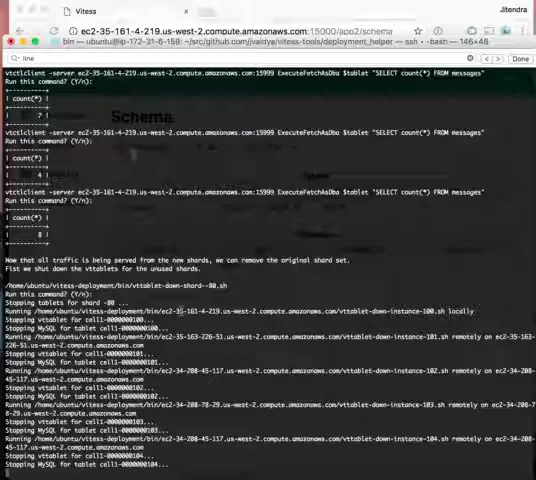 Vitess
Jitendra
ec2-35-161-4-219.us-west-2.compute.amazonaws.com:15000/app2/schema
bin — ubuntu@ip-172-31-6-158: ~/src/github.com/jvaidya/vitess-tools/deployment_helper — ssh • -bash — 146×48
line
Done
vtctlclient -server ec2-35-161-4-219.us-west-2.compute.amazonaws.com:15999 ExecuteFetchAsDba $tablet "SELECT count(*) FROM messages"
Run this command? (Y/n):
+----------+
| count(*) |
+----------+
| 7 |
+----------+
vtctlclient -server ec2-35-161-4-219.us-west-2.compute.amazonaws.com:15999 ExecuteFetchAsDba $tablet "SELECT count(*) FROM messages"
Run this command? (Y/n):
+----------+
| count(*) |
+----------+
| 4 |
+----------+
vtctlclient -server ec2-35-161-4-219.us-west-2.compute.amazonaws.com:15999 ExecuteFetchAsDba $tablet "SELECT count(*) FROM messages"
Run this command? (Y/n):
+----------+
| count(*) |
+----------+
| 8 |
+----------+
Schema
Now that all traffic is being served from the new shards, we can remove the original shard set.
Fist we shut down the vttablets for the unused shards.
/home/ubuntu/vitess-deployment/bin/vttablet-down-shard--80.sh
Run this command? (Y/n):
Stopping tablets for shard -80 ...
Running /home/ubuntu/vitess-deployment/bin/ec2-35-161-4-219.us-west-2.compute.amazonaws.com/vttablet-down-instance-100.sh locally
Stopping vttablet for cell1-0000000100...
Stopping MySQL for tablet cell1-0000000100...
Running /home/ubuntu/vitess-deployment/bin/ec2-35-163-226-51.us-west-2.compute.amazonaws.com/vttablet-down-instance-101.sh remotely on ec2-35-163-
226-51.us-west-2.compute.amazonaws.com
Stopping vttablet for cell1-0000000101...
Stopping MySQL for tablet cell1-0000000101...
Running /home/ubuntu/vitess-deployment/bin/ec2-34-208-45-117.us-west-2.compute.amazonaws.com/vttablet-down-instance-102.sh remotely on ec2-34-208-
45-117.us-west-2.compute.amazonaws.com
Stopping vttablet for cell1-0000000102...
Stopping MySQL for tablet cell1-0000000102...
Running /home/ubuntu/vitess-deployment/bin/ec2-34-208-78-29.us-west-2.compute.amazonaws.com/vttablet-down-instance-103.sh remotely on ec2-34-208-7
8-29.us-west-2.compute.amazonaws.com
Stopping vttablet for cell1-0000000103...
Stopping MySQL for tablet cell1-0000000103...
Running /home/ubuntu/vitess-deployment/bin/ec2-34-208-45-117.us-west-2.compute.amazonaws.com/vttablet-down-instance-104.sh remotely on ec2-34-208-
45-117.us-west-2.compute.amazonaws.com
Stopping vttablet for cell1-0000000104...
Stopping MySQL for tablet cell1-0000000104...